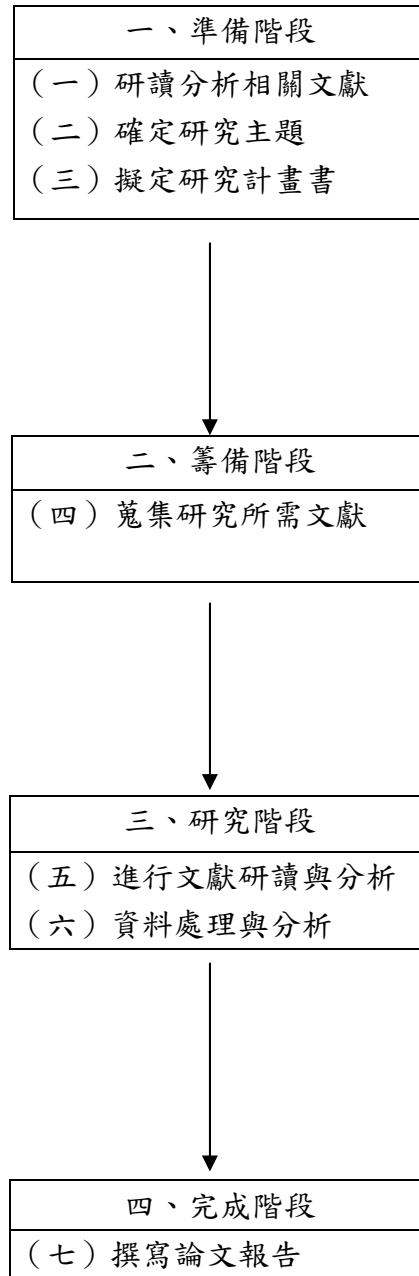 一、準備階段
（一）研讀分析相關文獻
（二）確定研究主題
（三）擬定研究計畫書
二、籌備階段
（四）蒐集研究所需文獻
三、研究階段
（五）進行文獻研讀與分析
（六）資料處理與分析
四、完成階段
（七）撰寫論文報告